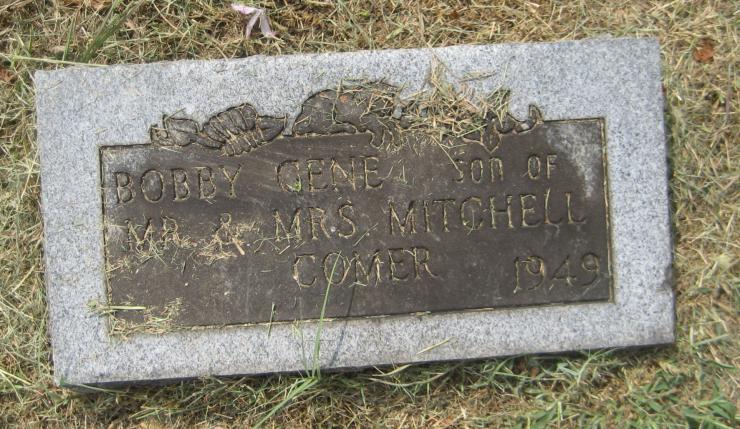 BOBBY GENE SON OF
MR & MRS MITCHELL
COMER 1949